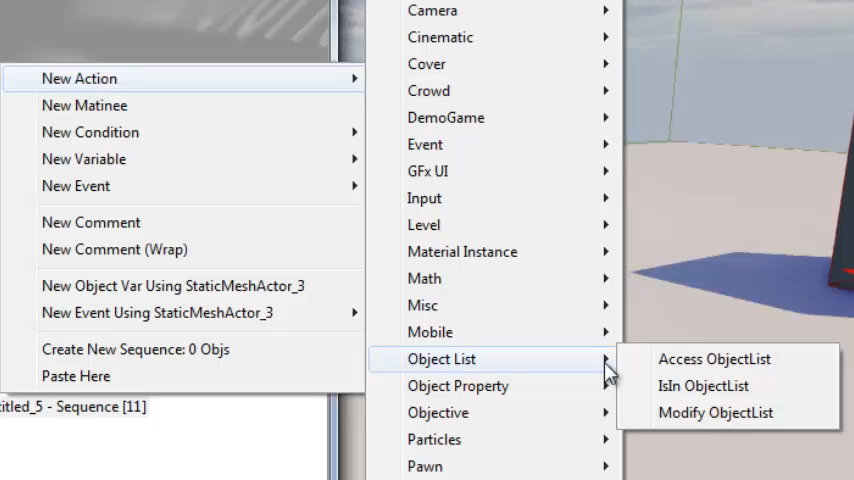 New Action
New Matinee
New Condition
New Variable
New Event
New Comment
New Comment (Wrap)
New Object Var Using StaticMeshActor_3
New Event Using StaticMeshActor_3
Create New Sequence: 0 Objs
Paste Here
titled_5 - Sequence [11]
Camera
Cinematic
Cover
Crowd
DemoGame
Event
GFx UI
Input
Level
Material Instance
Math
Misc
Mobile
Object List
Object Property
Objective
Particles
Pawn
Access ObjectList
IsIn ObjectList
Modify ObjectList